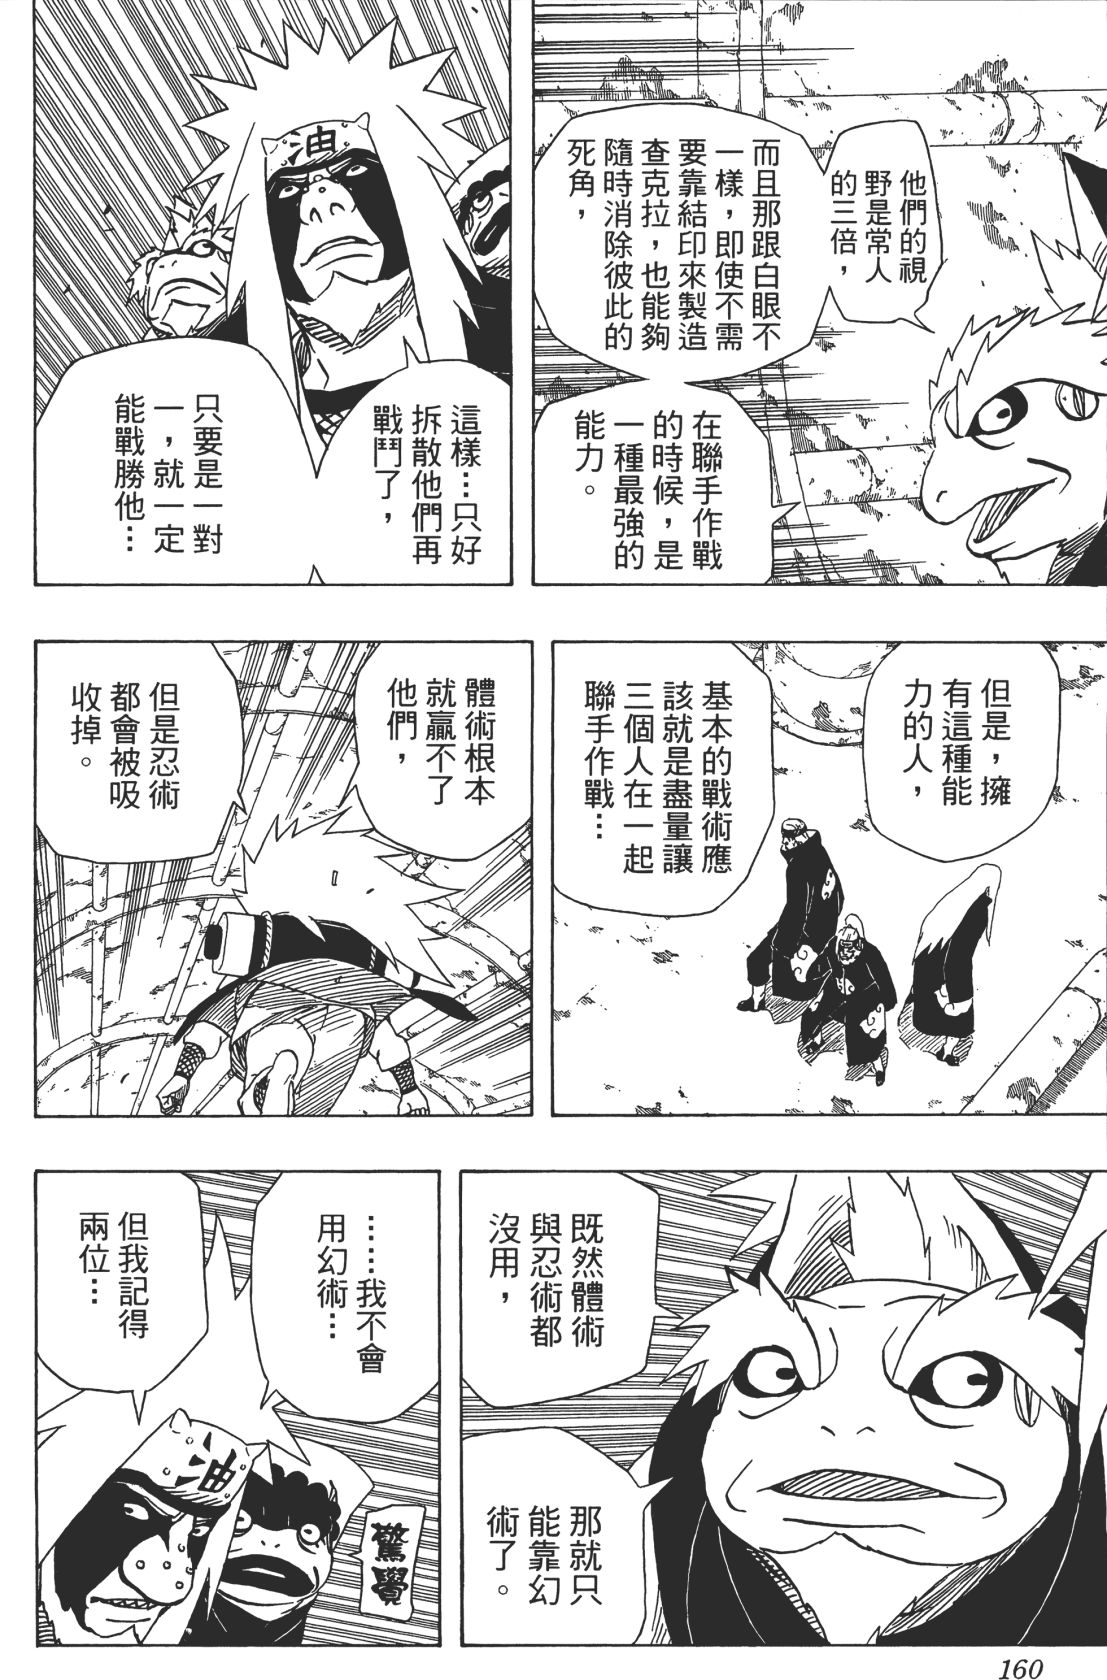 他們的視
野是常人
的三倍，
而且那跟白眼不
一樣，即使不需
要靠結印來製造
查克拉，也能夠
隨時消除彼此的
死角，
在聯手作戰
的時候，是
一種最強的
能力。
這樣…只好
拆散他們再
戰鬥了，
只要是一對
一，就一定
能戰勝他…
油
但是，擁
有這種能
力的人，
基本的戰術應
該就是盡量讓
三個人在一起
聯手作戰…
體術根本
就贏不了
他們，
但是忍術
都會被吸
收掉。
既然體術
與忍術都
沒用，
那就只
能靠幻
術了。
……我不會
用幻術…
但我記得
兩位…
油
驚覺
160